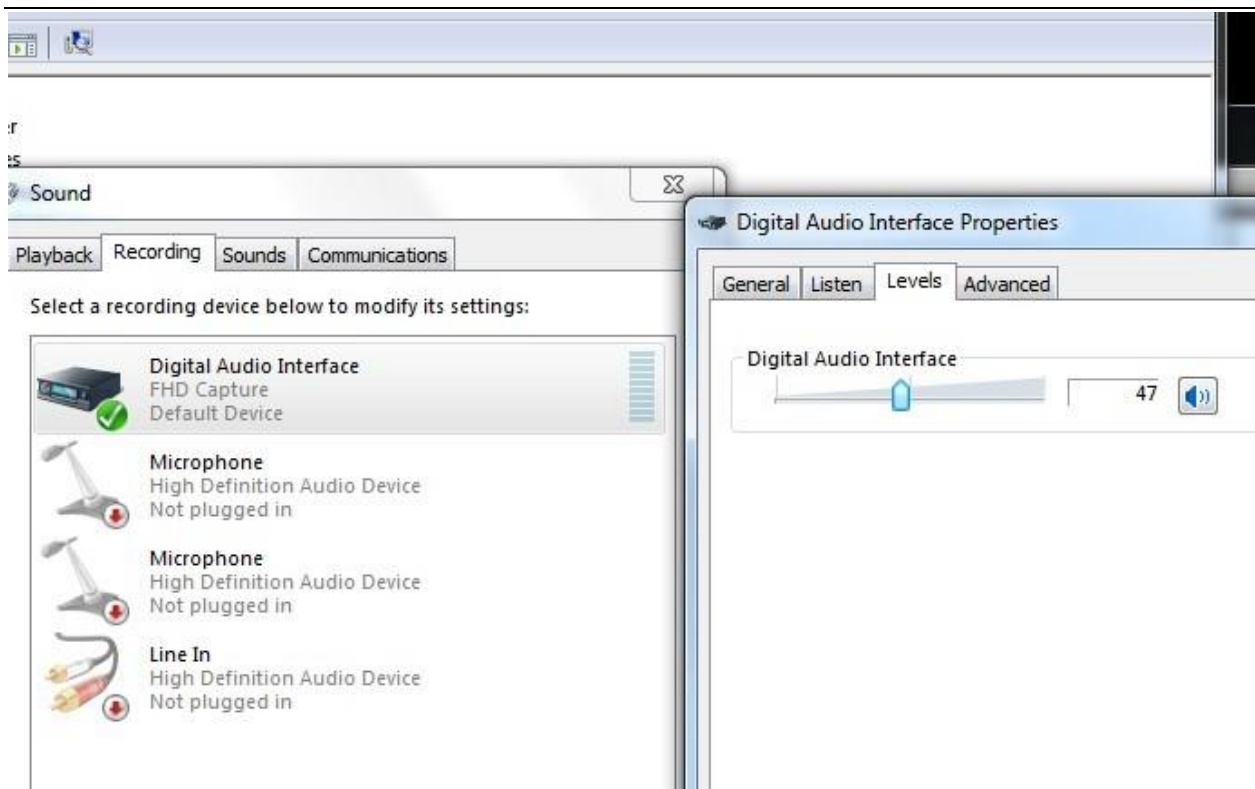 Sound
Playback Recording Sounds Communications
Select a recording device below to modify its settings:
Digital Audio Interface
FHD Capture
Default Device
Microphone
High Definition Audio Device
Not plugged in
Microphone
High Definition Audio Device
Not plugged in
Line In
High Definition Audio Device
Not plugged in
Digital Audio Interface Properties
General Listen Levels Advanced
Digital Audio Interface
47